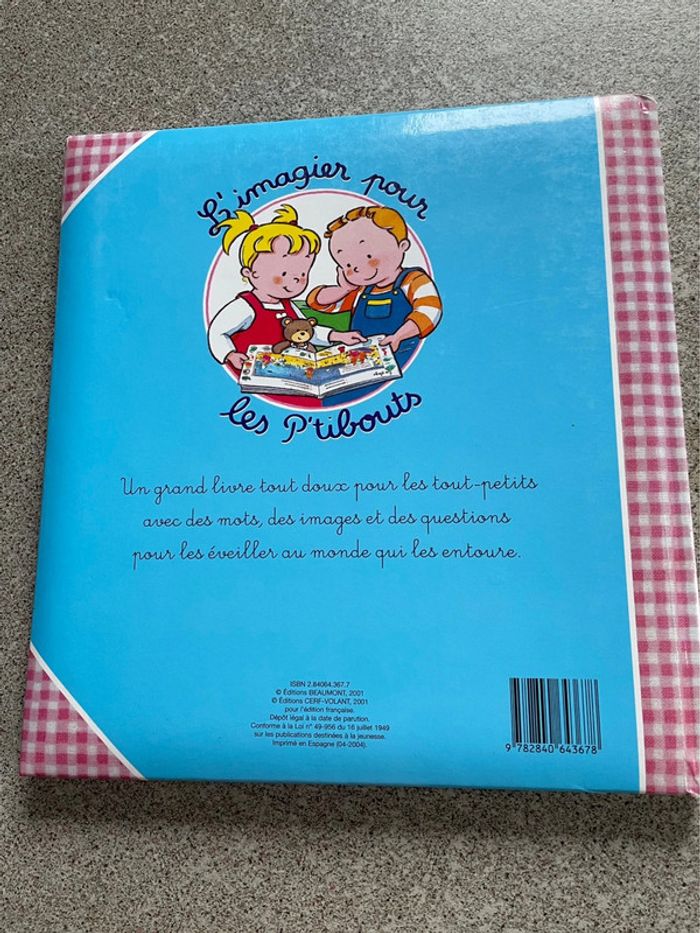 L'imagier pour
les P'tibouts
Un grand livre tout doux pour les tout-petits
avec des mots, des images et des questions
pour les éveiller au monde qui les entoure.
ISBN 2.84064.367.7
© Éditions BEAUMONT, 2001
© Éditions CERF-VOLANT, 2001
pour l'édition française.
Dépôt légal à la date de parution.
Conforme à la Loi n° 49-956 du 16 juillet 1949
sur les publications destinées à la jeunesse.
Imprimé en Espagne (04-2004).
9 782840 643678